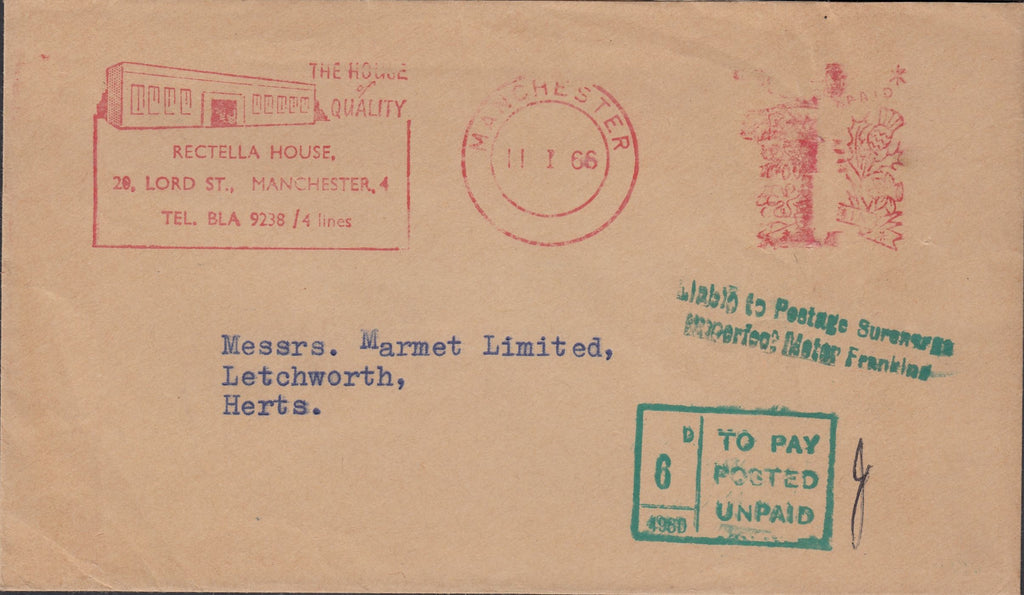 THE HOUSE
of
QUALITY
RECTELLA HOUSE,
20, LORD ST., MANCHESTER, 4
TEL. BLA 9238 / 4 lines
MANCHESTER
11 I 66
PAID
Liable to Postage Surcharge
Imperfect Meter Franking
Messrs. Marmet Limited,
Letchworth,
Herts.
6 D
TO PAY
POSTED
UNPAID